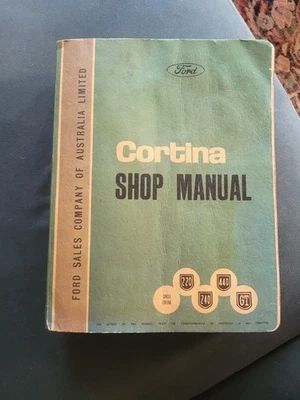 Ford
Cortina
SHOP MANUAL
FORD SALES COMPANY OF AUSTRALIA LIMITED
220
440
240
GT